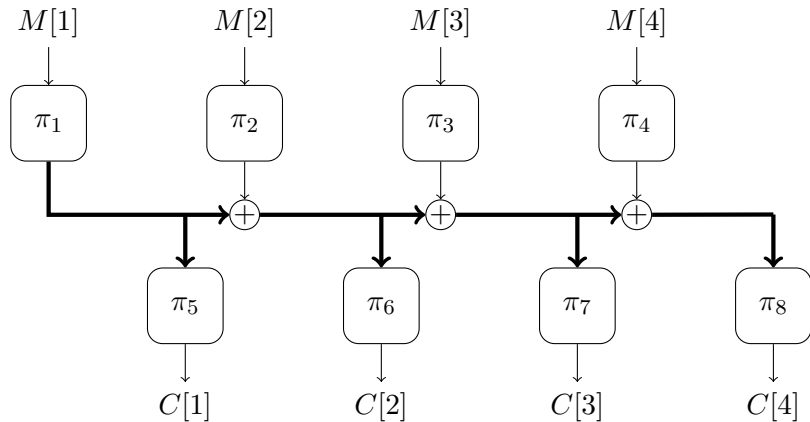 M[1] M[2] M[3] M[4]
π₁ π₂ π₃ π₄
+ + +
π₅ π₆ π₇ π₈
C[1] C[2] C[3] C[4]